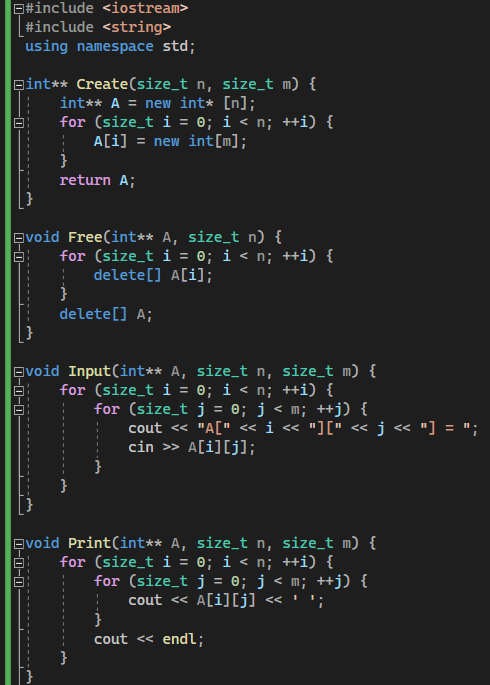 #include <iostream>
#include <string>
using namespace std;

int** Create(size_t n, size_t m) {
    int** A = new int* [n];
    for (size_t i = 0; i < n; ++i) {
        A[i] = new int[m];
    }
    return A;
}

void Free(int** A, size_t n) {
    for (size_t i = 0; i < n; ++i) {
        delete[] A[i];
    }
    delete[] A;
}

void Input(int** A, size_t n, size_t m) {
    for (size_t i = 0; i < n; ++i) {
        for (size_t j = 0; j < m; ++j) {
            cout << "A[" << i << "][" << j << "] = ";
            cin >> A[i][j];
        }
    }
}

void Print(int** A, size_t n, size_t m) {
    for (size_t i = 0; i < n; ++i) {
        for (size_t j = 0; j < m; ++j) {
            cout << A[i][j] << ' ';
        }
        cout << endl;
    }
}